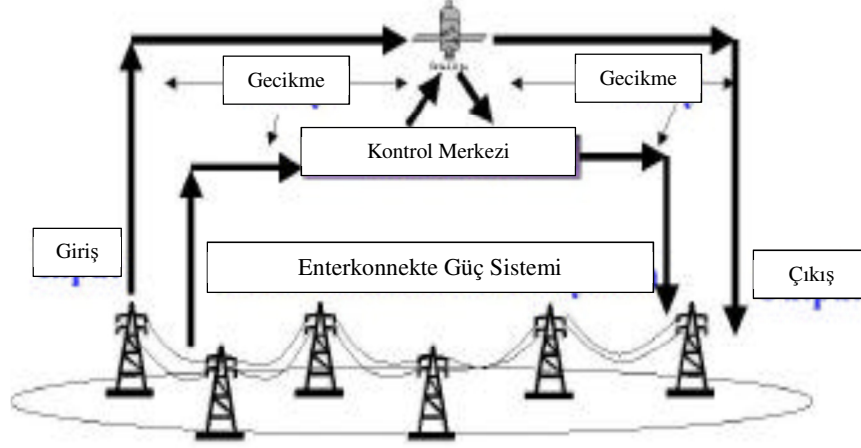 Gecikme
Gecikme
Kontrol Merkezi
Giriş
Enterkonnekte Güç Sistemi
Çıkış